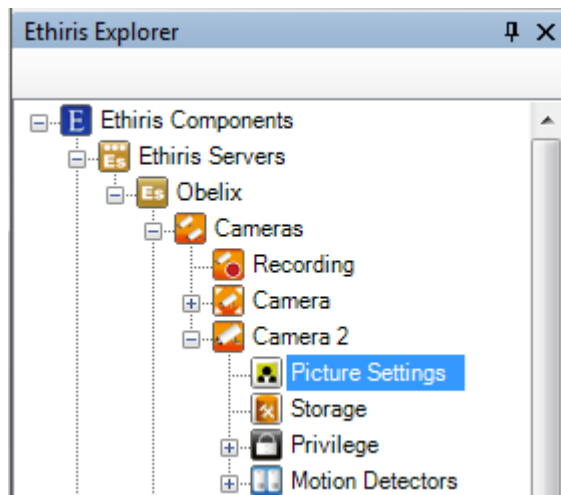 Ethiris Explorer
Ethiris Components
Ethiris Servers
Obelix
Cameras
Recording
Camera
Camera 2
Picture Settings
Storage
Privilege
Motion Detectors